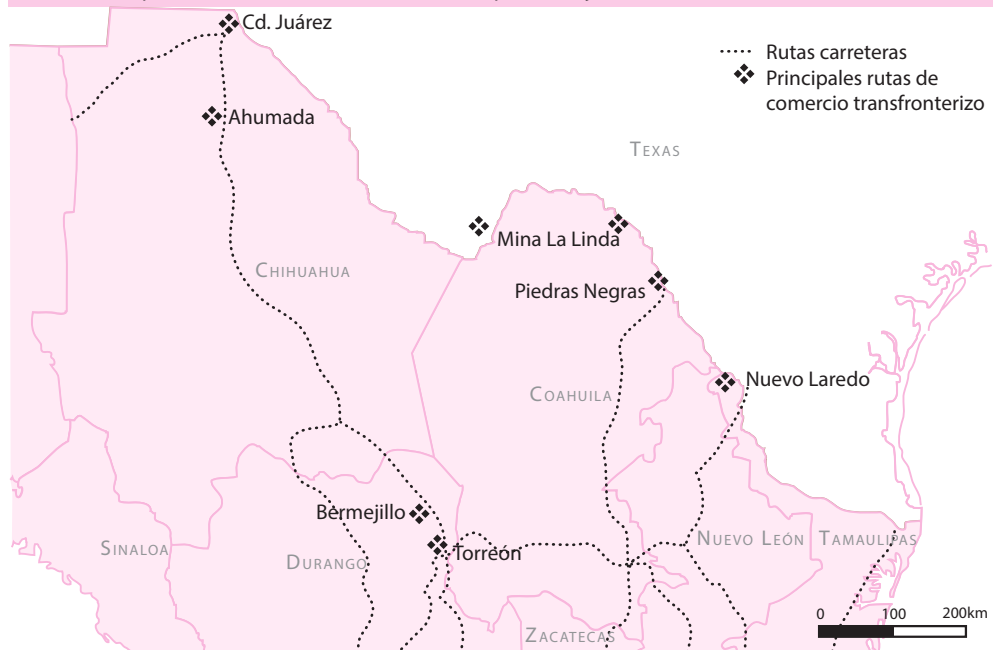 Cd. Juárez
Rutas carreteras
Principales rutas de
comercio transfronterizo
Ahumada
TEXAS
Mina La Linda
CHIHUAHUA
Piedras Negras
Nuevo Laredo
COAHUILA
Bermejillo
SINALOA
DURANGO
Torreón
NUEVO LEÓN
TAMAULIPAS
ZACATECAS
0 100 200km